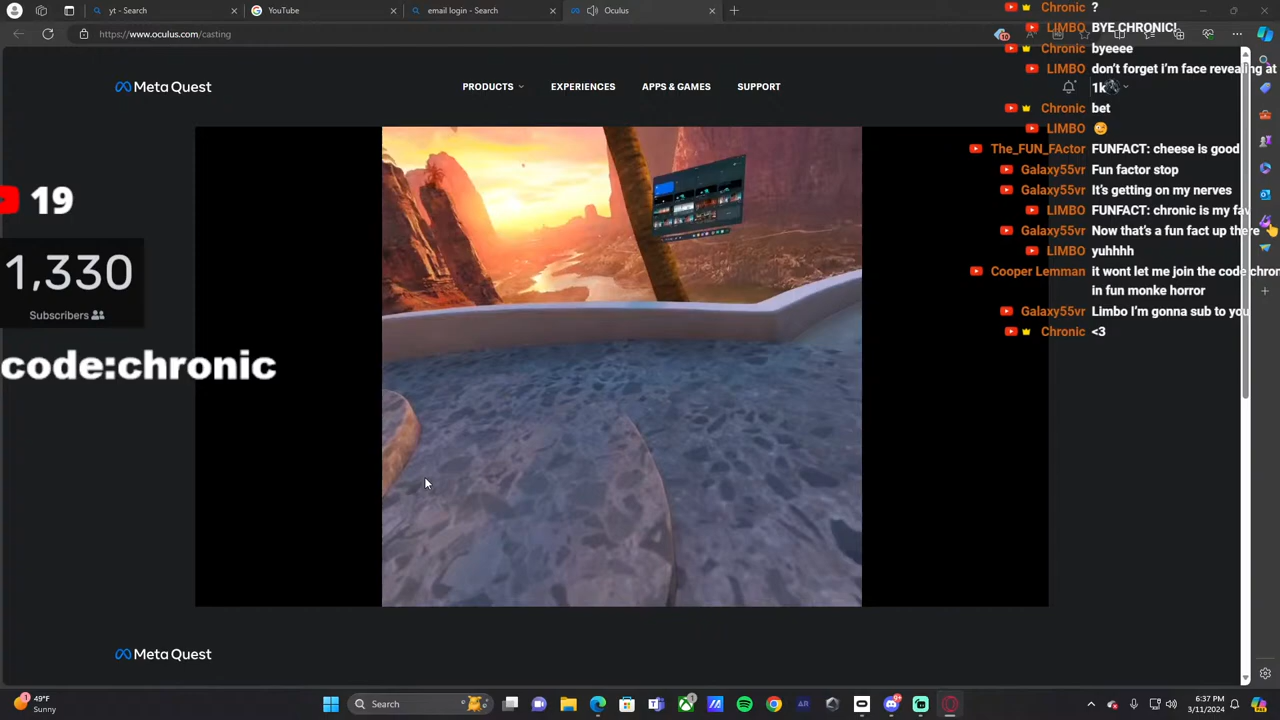 yt - Search
YouTube
email login - Search
Oculus
https://www.oculus.com/casting
10
Meta Quest
PRODUCTS
EXPERIENCES
APPS & GAMES
SUPPORT
19
1,330
Subscribers
code:chronic
Chronic ?
LIMBO BYE CHRONIC!
Chronic byeeee
LIMBO don't forget i'm face revealing at
1k
Chronic bet
LIMBO
The_FUN_FActor FUNFACT: cheese is good
Galaxy55vr Fun factor stop
Galaxy55vr It's getting on my nerves
LIMBO FUNFACT: chronic is my fav
Galaxy55vr Now that's a fun fact up there
LIMBO yuhhhh
Cooper Lemman it wont let me join the code chron
in fun monke horror
Galaxy55vr Limbo I'm gonna sub to you
Chronic <3
Meta Quest
49°F
Sunny
Search
6:37 PM
3/11/2024